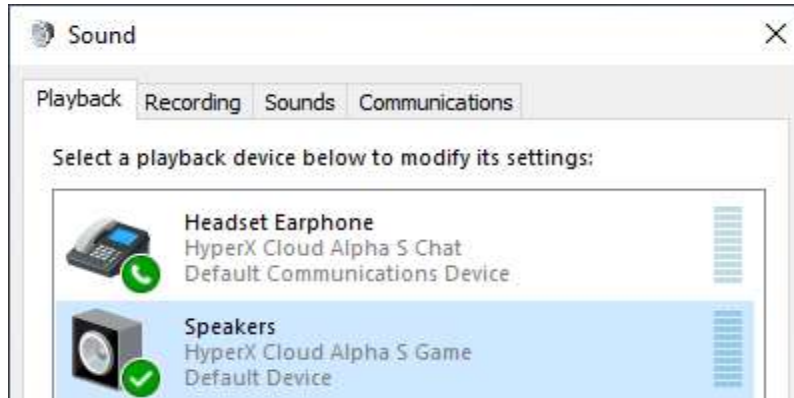 Sound
Playback Recording Sounds Communications
Select a playback device below to modify its settings:
Headset Earphone
HyperX Cloud Alpha S Chat
Default Communications Device
Speakers
HyperX Cloud Alpha S Game
Default Device